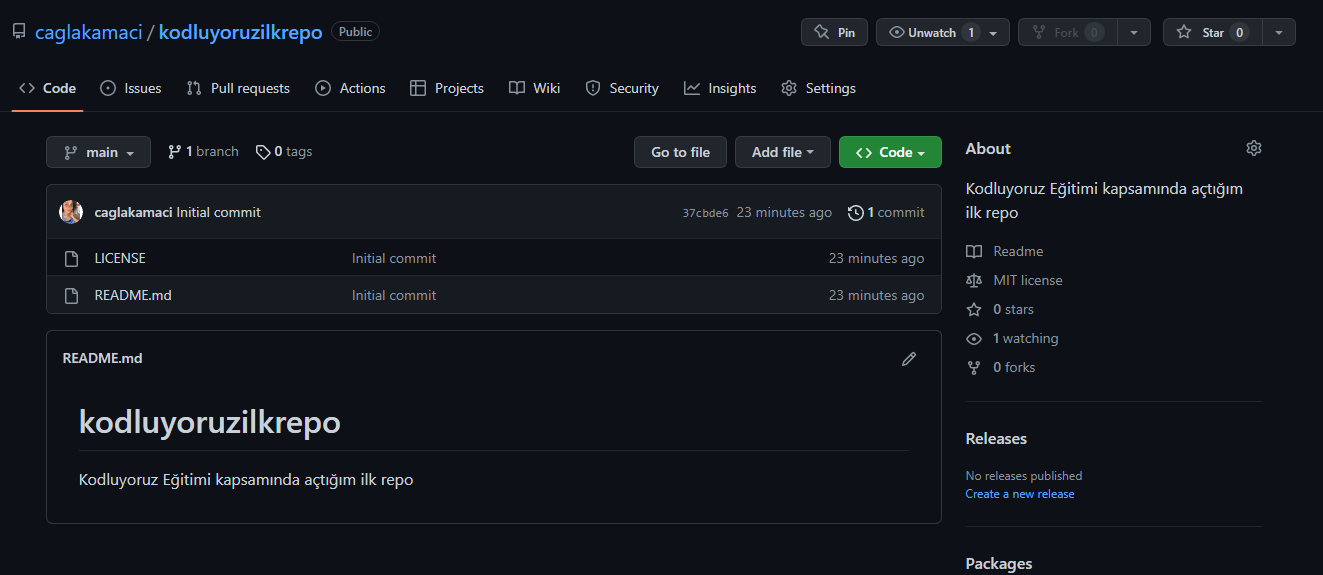 caglakamaci / kodluyoruzilkrepo Public Pin Unwatch 1 Fork 0 Star 0
Code Issues Pull requests Actions Projects Wiki Security Insights Settings
main 1 branch 0 tags Go to file Add file Code
caglakamaci Initial commit 37cbde6 23 minutes ago 1 commit
LICENSE Initial commit 23 minutes ago
README.md Initial commit 23 minutes ago
README.md
kodluyoruzilkrepo
Kodluyoruz Eğitimi kapsamında açtığım ilk repo
About
Kodluyoruz Eğitimi kapsamında açtığım
ilk repo
Readme
MIT license
0 stars
1 watching
0 forks
Releases
No releases published
Create a new release
Packages